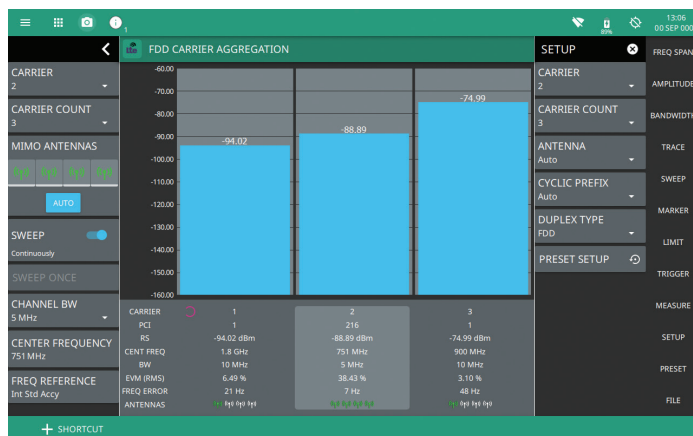 1
89%
13:06
00 SEP 000
FDD CARRIER AGGREGATION
CARRIER
2
CARRIER COUNT
3
MIMO ANTENNAS
AUTO
SWEEP
Continuously
SWEEP ONCE
CHANNEL BW
5 MHz
CENTER FREQUENCY
751 MHz
FREQ REFERENCE
Int Std Accy
-60.00
-70.00
-80.00
-90.00
-100.00
-110.00
-120.00
-130.00
-140.00
-150.00
-160.00
-94.02
-88.89
-74.99
CARRIER 1 2 3
PCI 1 216 1
RS -94.02 dBm -88.89 dBm -74.99 dBm
CENT FREQ 1.8 GHz 751 MHz 900 MHz
BW 10 MHz 5 MHz 10 MHz
EVM (RMS) 6.49 % 38.43 % 3.10 %
FREQ ERROR 21 Hz 7 Hz 48 Hz
ANTENNAS
SETUP
CARRIER
2
CARRIER COUNT
3
ANTENNA
Auto
CYCLIC PREFIX
Auto
DUPLEX TYPE
FDD
PRESET SETUP
FREQ SPAN
AMPLITUDE
BANDWIDTH
TRACE
SWEEP
MARKER
LIMIT
TRIGGER
MEASURE
SETUP
PRESET
FILE
+ SHORTCUT